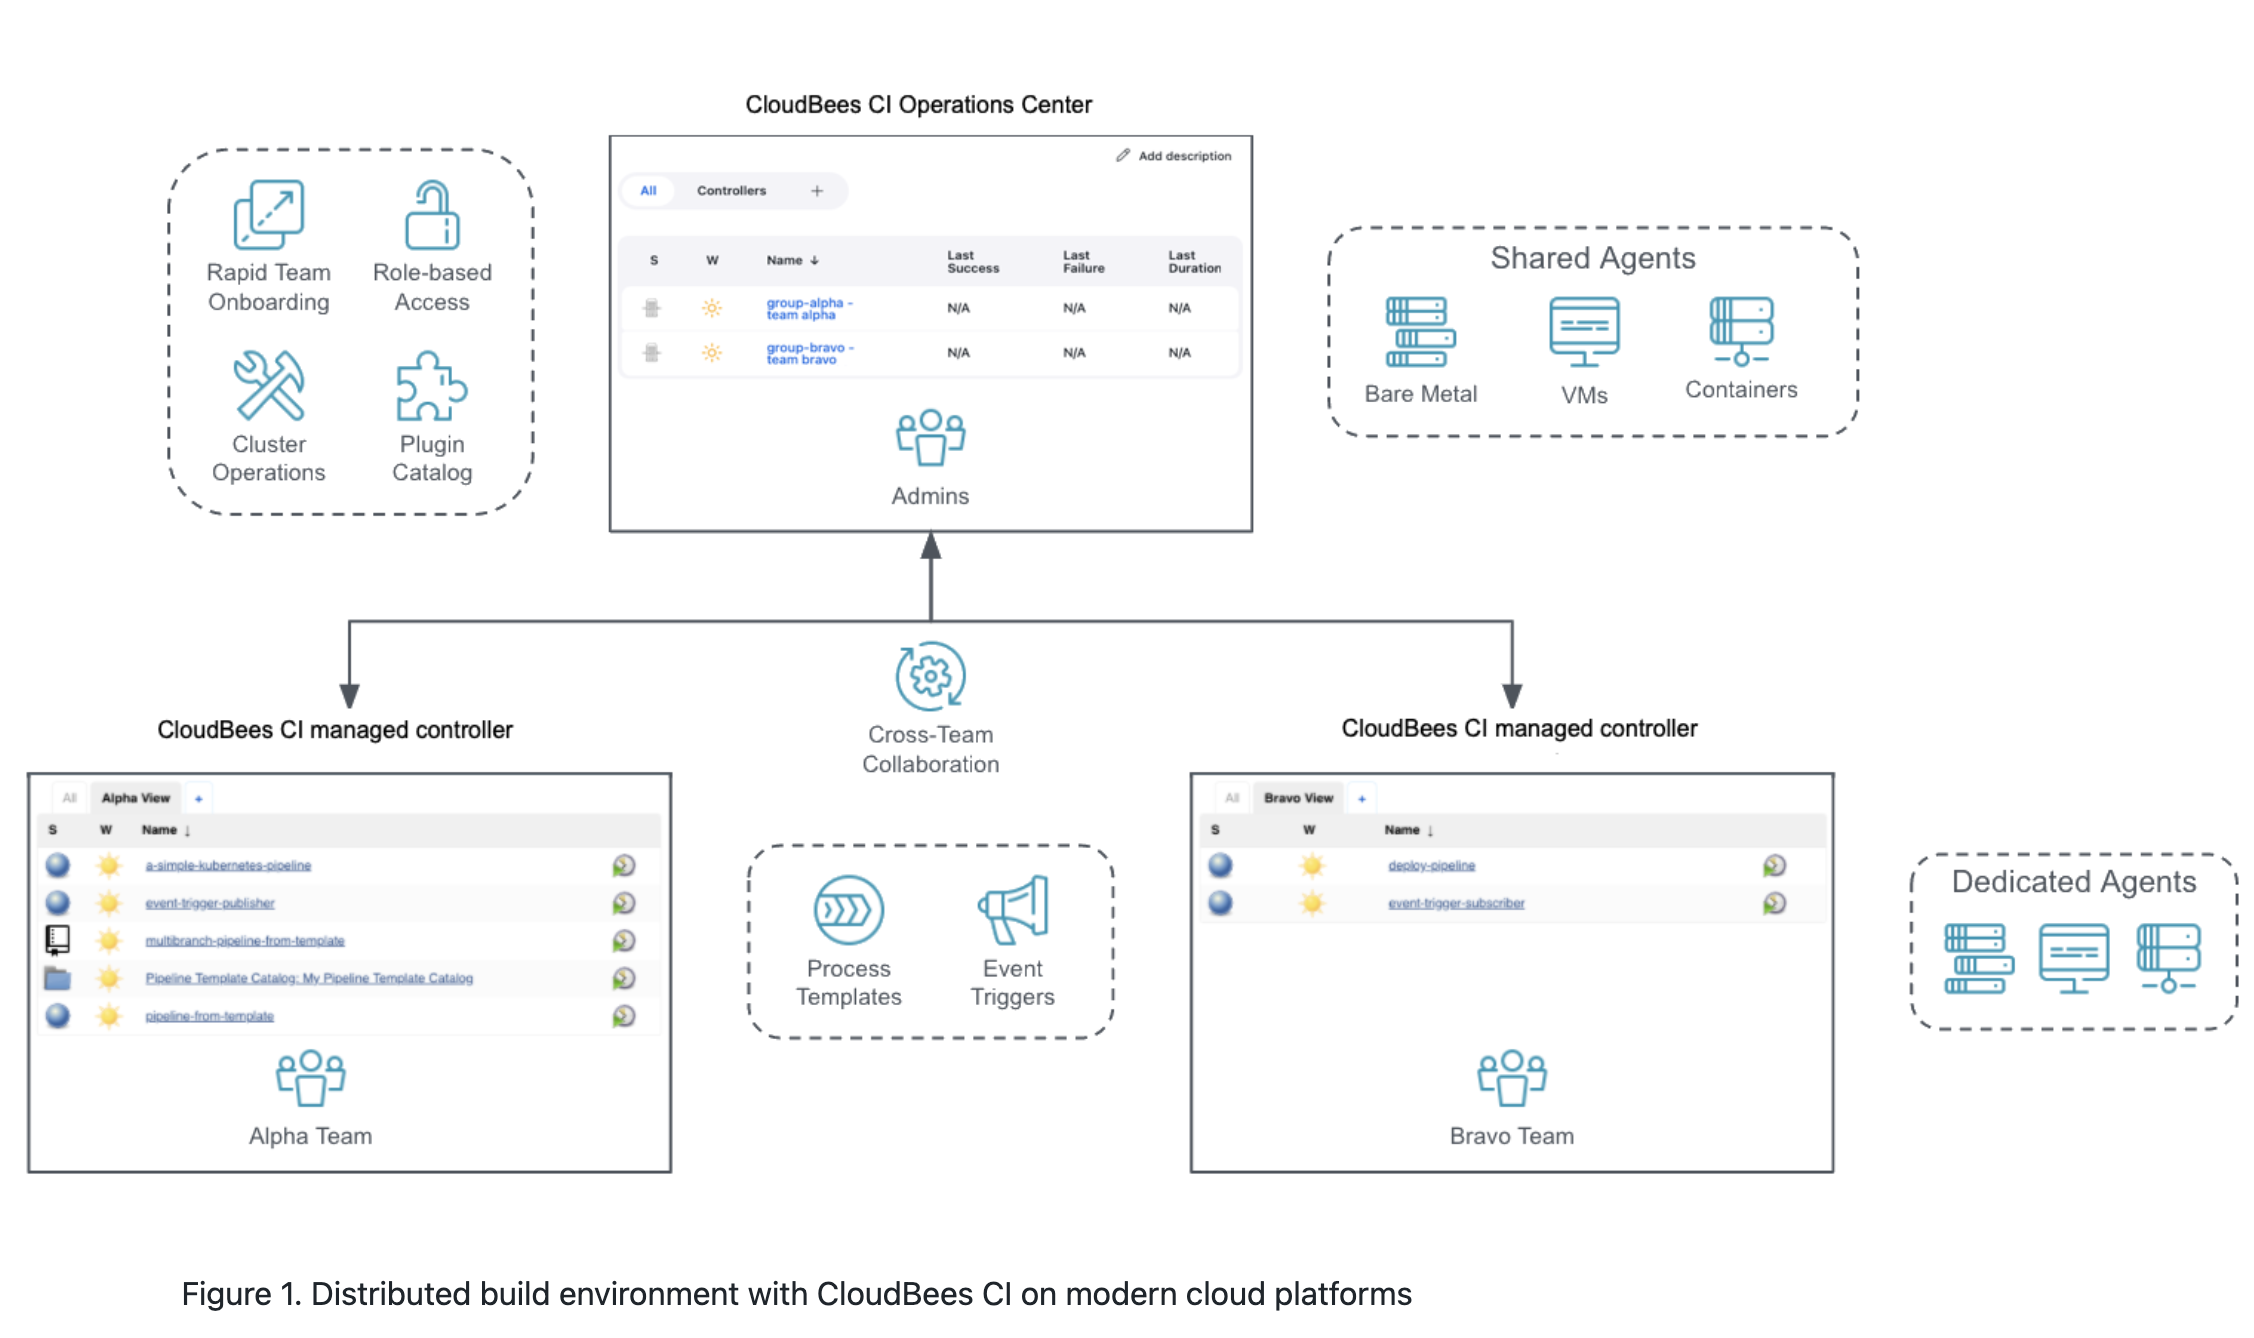 CloudBees CI Operations Center
Rapid Team
Onboarding
Role-based
Access
Cluster
Operations
Plugin
Catalog
Add description
All Controllers +
S W Name ↓ Last Success Last Failure Last Duration
group-alpha - team alpha N/A N/A N/A
group-bravo - team bravo N/A N/A N/A
Admins
Shared Agents
Bare Metal VMs Containers
Cross-Team
Collaboration
CloudBees CI managed controller
All Alpha View +
S W Name ↓
a-simple-kubernetes-pipeline
event-trigger-publisher
multibranch-pipeline-from-template
Pipeline Template Catalog: My Pipeline Template Catalog
pipeline-from-template
Alpha Team
Process
Templates
Event
Triggers
CloudBees CI managed controller
All Bravo View +
S W Name ↓
deploy-pipeline
event-trigger-subscriber
Bravo Team
Dedicated Agents
Figure 1. Distributed build environment with CloudBees CI on modern cloud platforms